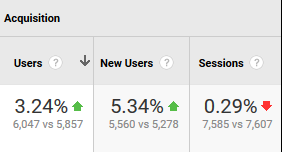 Acquisition
Users ? New Users ? Sessions ?
3.24% 5.34% 0.29%
6,047 vs 5,857 5,560 vs 5,278 7,585 vs 7,607